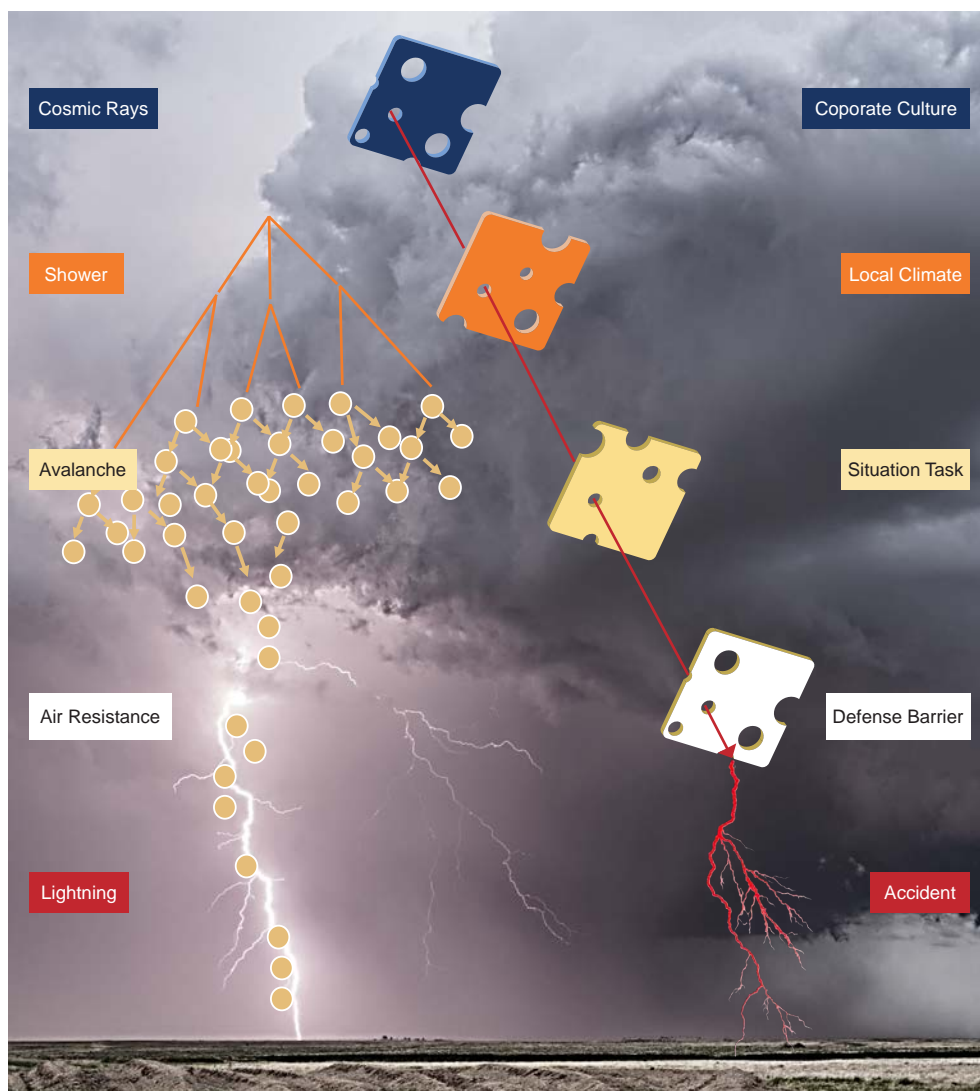 Cosmic Rays
Coporate Culture
Shower
Local Climate
Avalanche
Situation Task
Air Resistance
Defense Barrier
Lightning
Accident